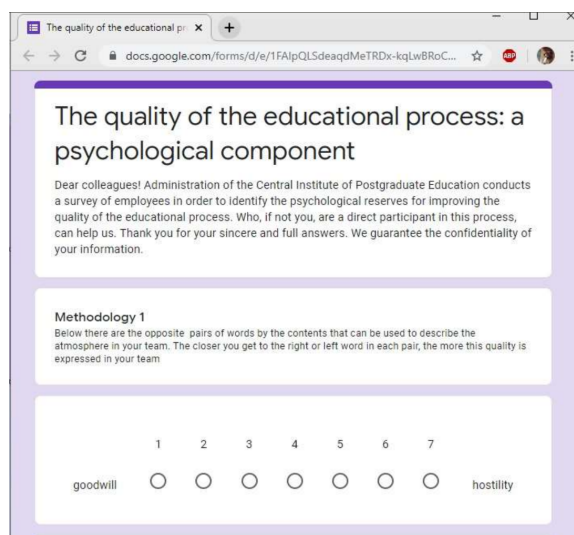 The quality of the educational pr
docs.google.com/forms/d/e/1FAIpQLSdeaqdMeTRDx-kqLwBRoC...
ABP
The quality of the educational process: a
psychological component
Dear colleagues! Administration of the Central Institute of Postgraduate Education conducts
a survey of employees in order to identify the psychological reserves for improving the
quality of the educational process. Who, if not you, are a direct participant in this process,
can help us. Thank you for your sincere and full answers. We guarantee the confidentiality of
your information.
Methodology 1
Below there are the opposite pairs of words by the contents that can be used to describe the
atmosphere in your team. The closer you get to the right or left word in each pair, the more this quality is
expressed in your team
1 2 3 4 5 6 7
goodwill hostility